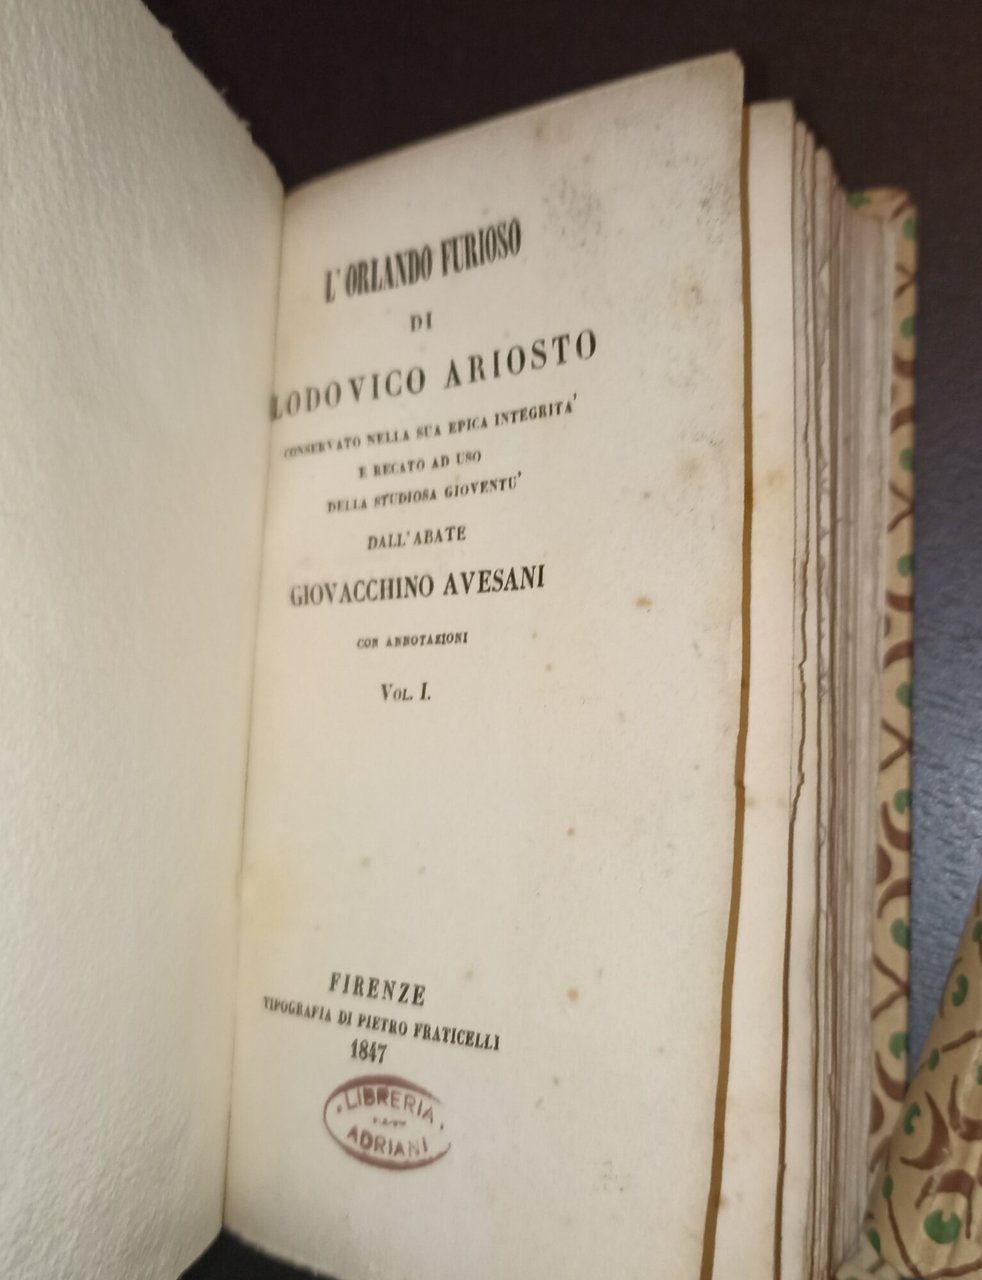 L'ORLANDO FURIOSO
DI
LODOVICO ARIOSTO
CONSERVATO NELLA SUA EPICA INTEGRITA'
E RECATO AD USO
DELLA STUDIOSA GIOVENTU'
DALL'ABATE
GIOVACCHINO AVESANI
CON ANNOTAZIONI
VOL. I.
FIRENZE
TIPOGRAFIA DI PIETRO FRATICELLI
1847
LIBRERIA
ADRIANI